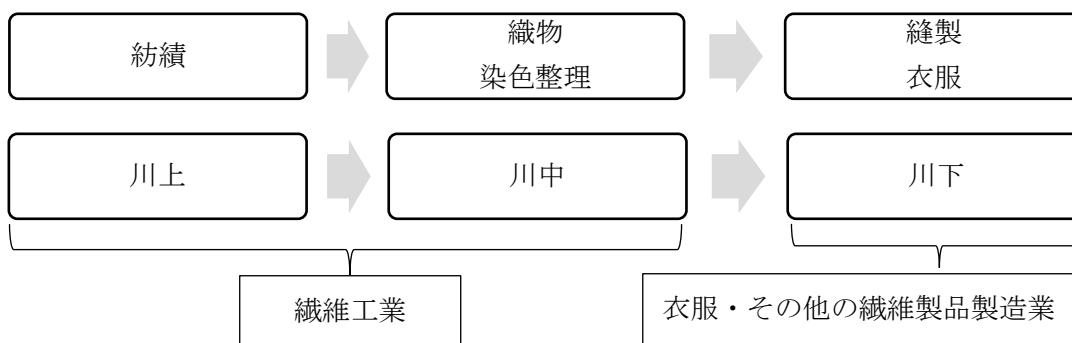 紡績
織物
染色整理
縫製
衣服
川上
川中
川下
繊維工業
衣服・その他の繊維製品製造業